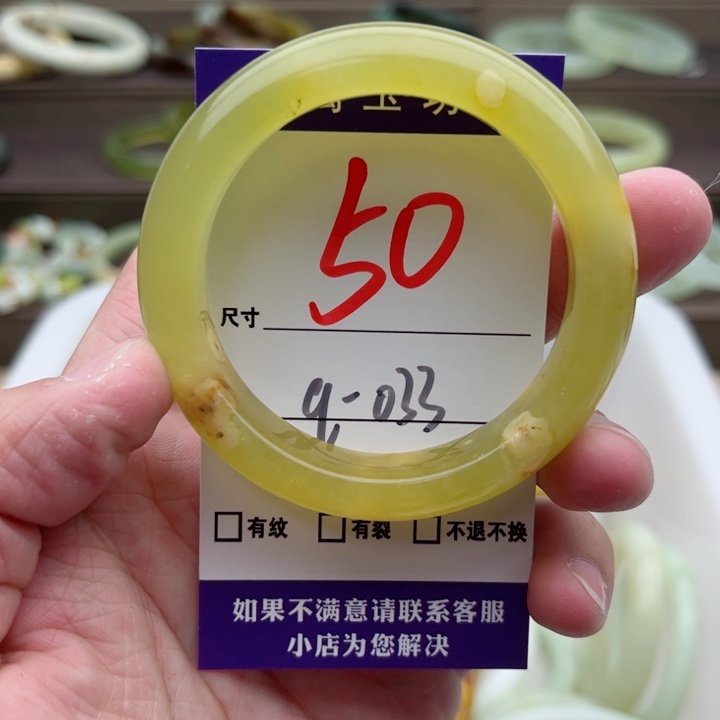 玉
50
尺寸
9-033
□有纹 □有裂 □不退不换
如果不满意请联系客服
小店为您解决